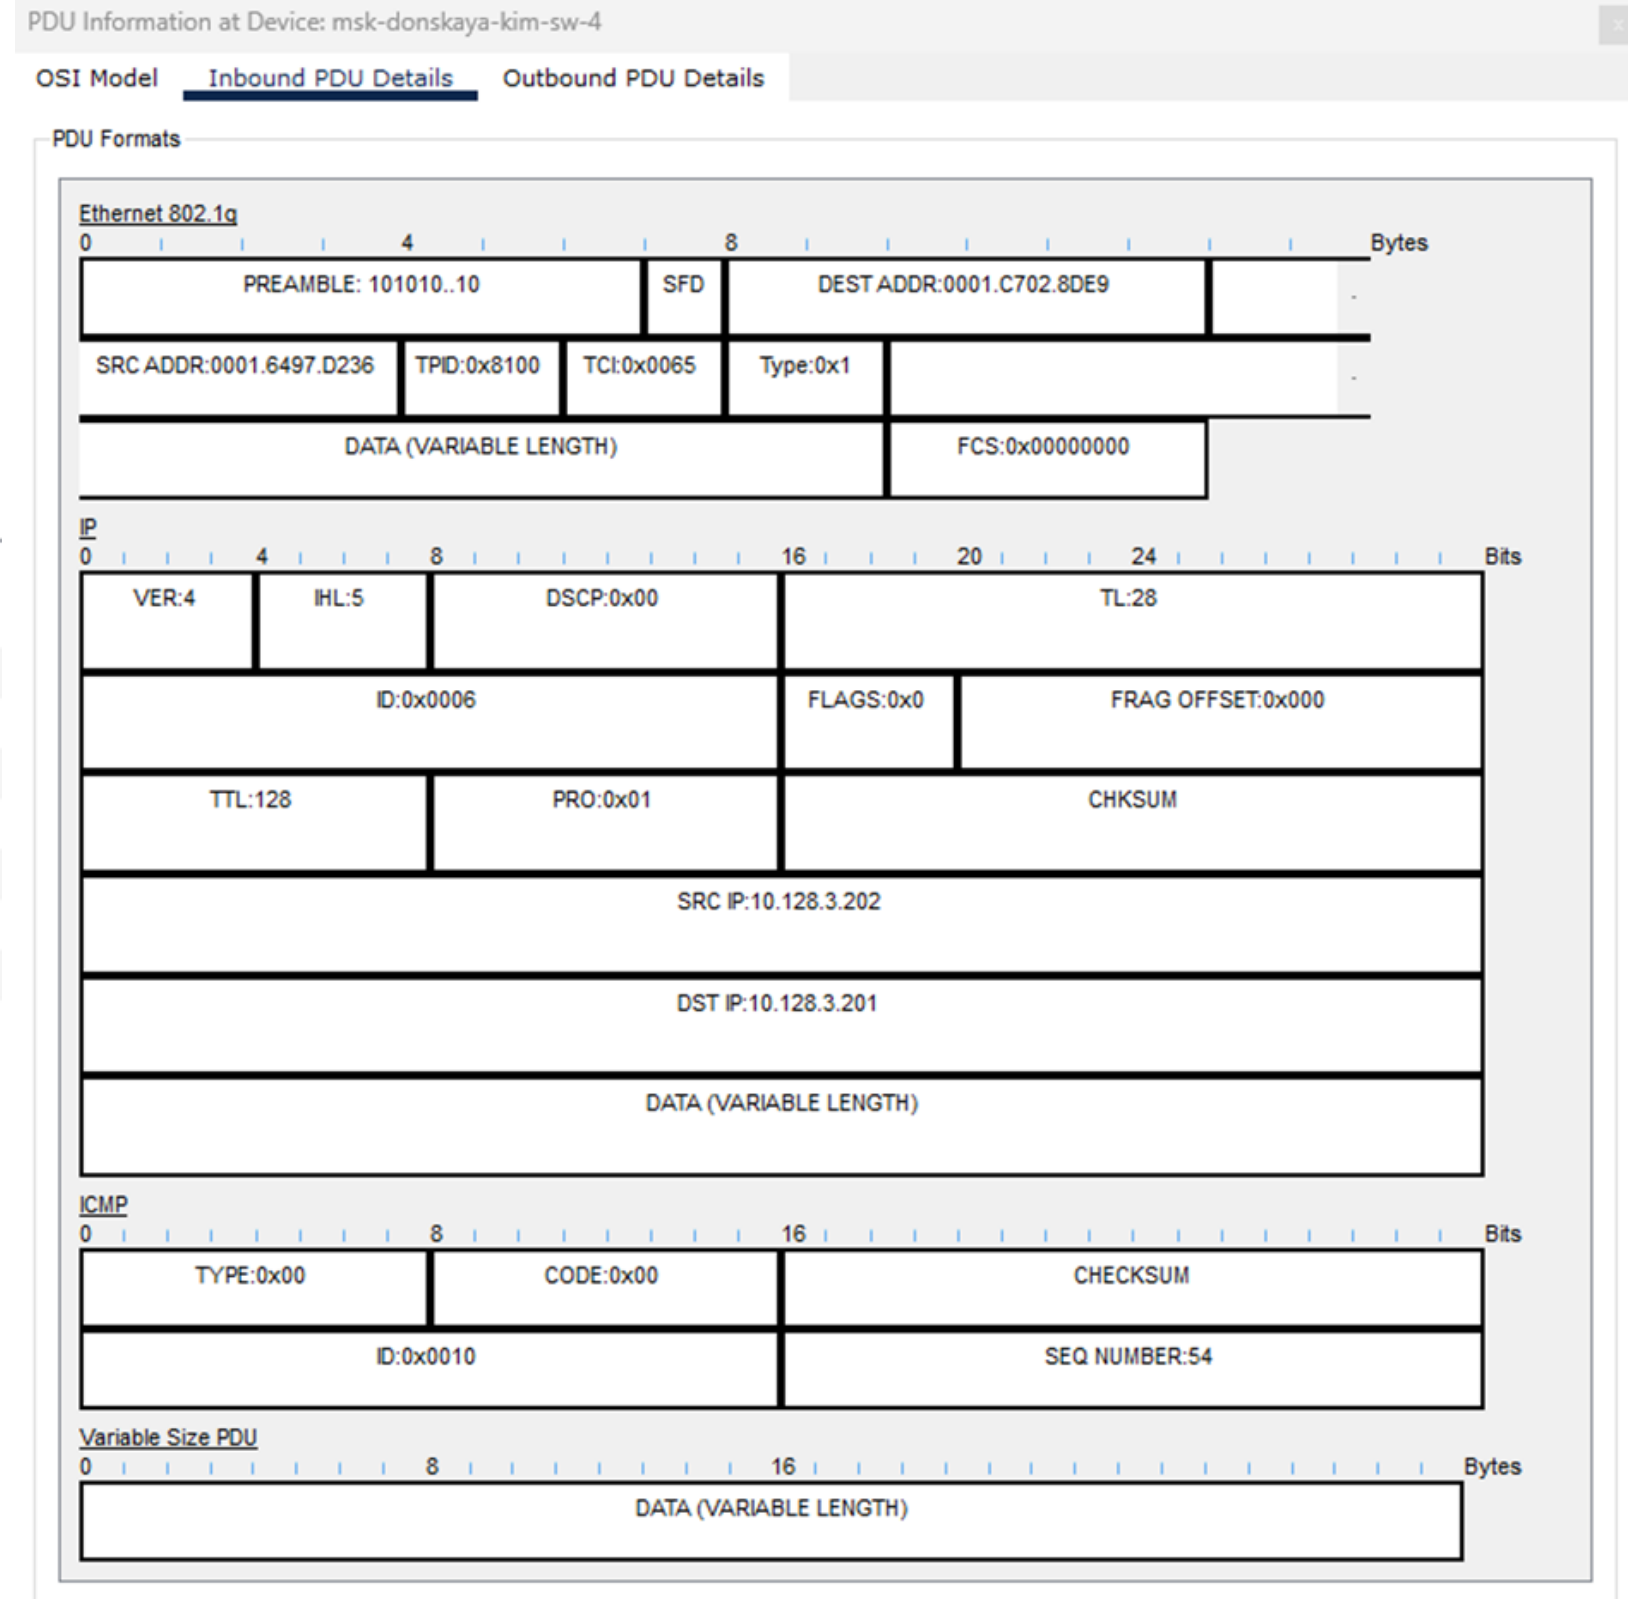 PDU Information at Device: msk-donskaya-kim-sw-4
x
OSI Model Inbound PDU Details Outbound PDU Details
PDU Formats
Ethernet 802.1q
0 4 8 Bytes
PREAMBLE: 101010..10 SFD DEST ADDR:0001.C702.8DE9
SRC ADDR:0001.6497.D236 TPID:0x8100 TCI:0x0065 Type:0x1
DATA (VARIABLE LENGTH) FCS:0x00000000
IP
0 4 8 16 20 24 Bits
VER:4 IHL:5 DSCP:0x00 TL:28
ID:0x0006 FLAGS:0x0 FRAG OFFSET:0x000
TTL:128 PRO:0x01 CHKSUM
SRC IP:10.128.3.202
DST IP:10.128.3.201
DATA (VARIABLE LENGTH)
ICMP
0 8 16 Bits
TYPE:0x00 CODE:0x00 CHECKSUM
ID:0x0010 SEQ NUMBER:54
Variable Size PDU
0 8 16 Bytes
DATA (VARIABLE LENGTH)